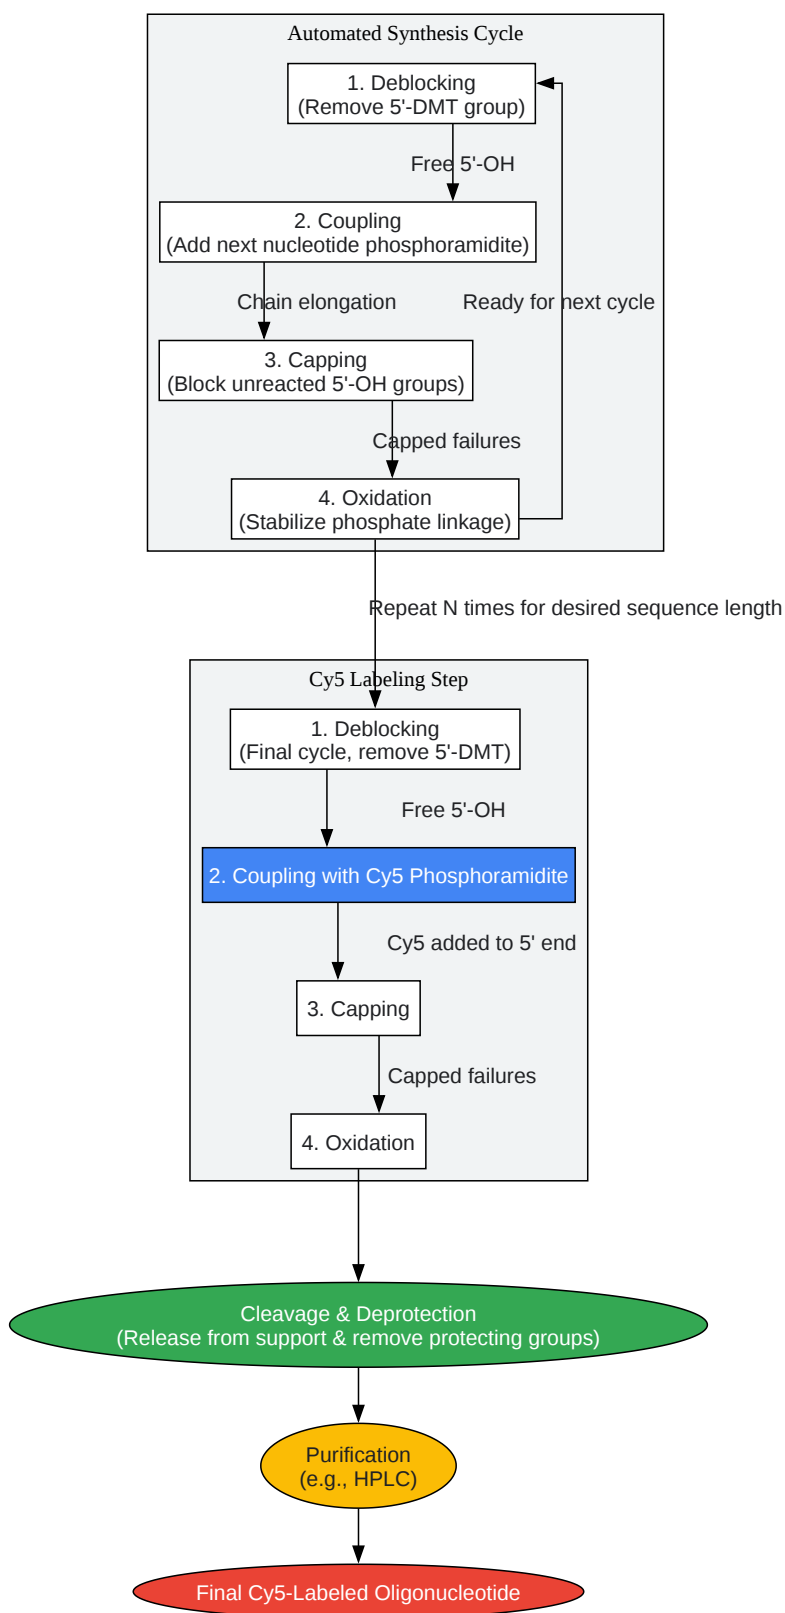 Automated Synthesis Cycle
1. Deblocking
(Remove 5'-DMT group)
Free 5'-OH
2. Coupling
(Add next nucleotide phosphoramidite)
Chain elongation
Ready for next cycle
3. Capping
(Block unreacted 5'-OH groups)
Capped failures
4. Oxidation
(Stabilize phosphate linkage)
Repeat N times for desired sequence length
Cy5 Labeling Step
1. Deblocking
(Final cycle, remove 5'-DMT)
Free 5'-OH
2. Coupling with Cy5 Phosphoramidite
Cy5 added to 5' end
3. Capping
Capped failures
4. Oxidation
Cleavage & Deprotection
(Release from support & remove protecting groups)
Purification
(e.g., HPLC)
Final Cy5-Labeled Oligonucleotide